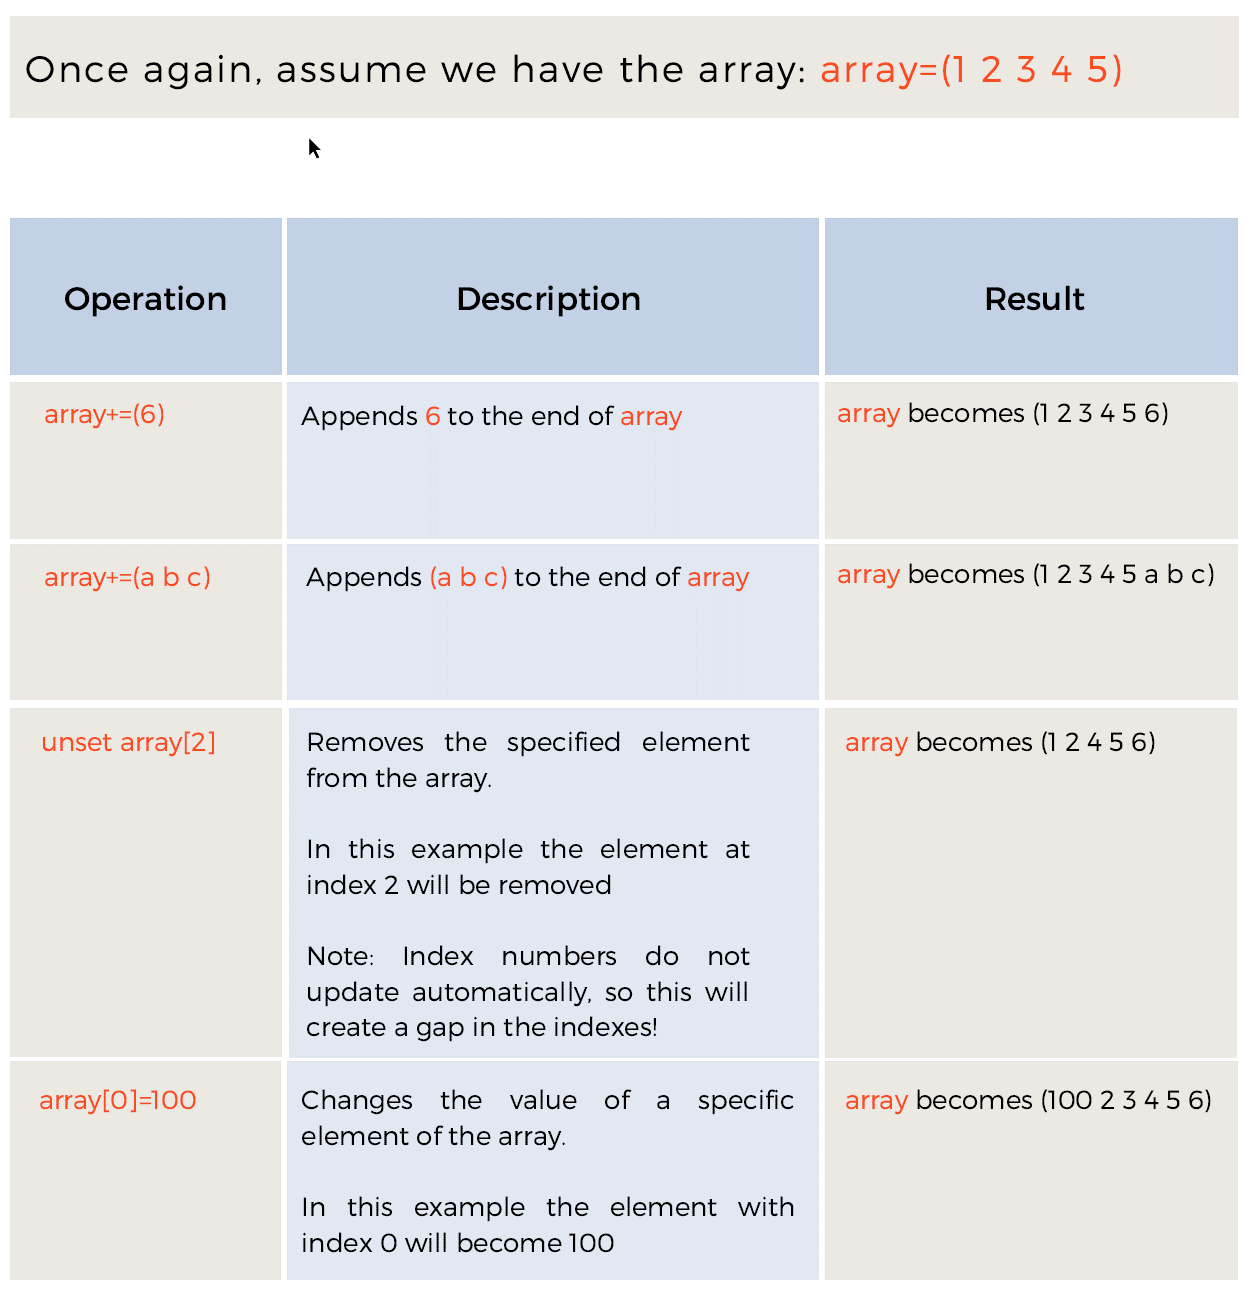 Once again, assume we have the array: array=(1 2 3 4 5)
Operation
Description
Result
array+=(6)
Appends 6 to the end of array
array becomes (1 2 3 4 5 6)
array+=(a b c)
Appends (a b c) to the end of array
array becomes (1 2 3 4 5 a b c)
unset array[2]
Removes the specified element
from the array.
In this example the element at
index 2 will be removed
Note: Index numbers do not
update automatically, so this will
create a gap in the indexes!
array becomes (1 2 4 5 6)
array[0]=100
Changes the value of a specific
element of the array.
In this example the element with
index 0 will become 100
array becomes (100 2 3 4 5 6)